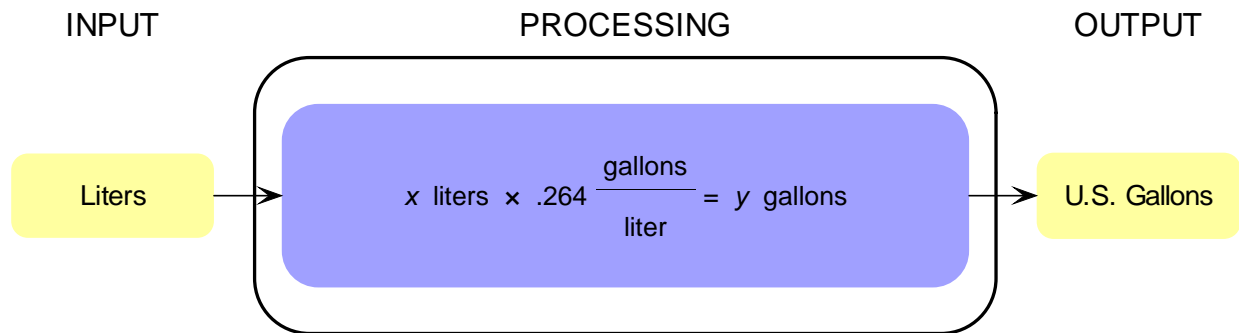 INPUT PROCESSING OUTPUT
Liters
x liters × .264 gallons/liter = y gallons
U.S. Gallons